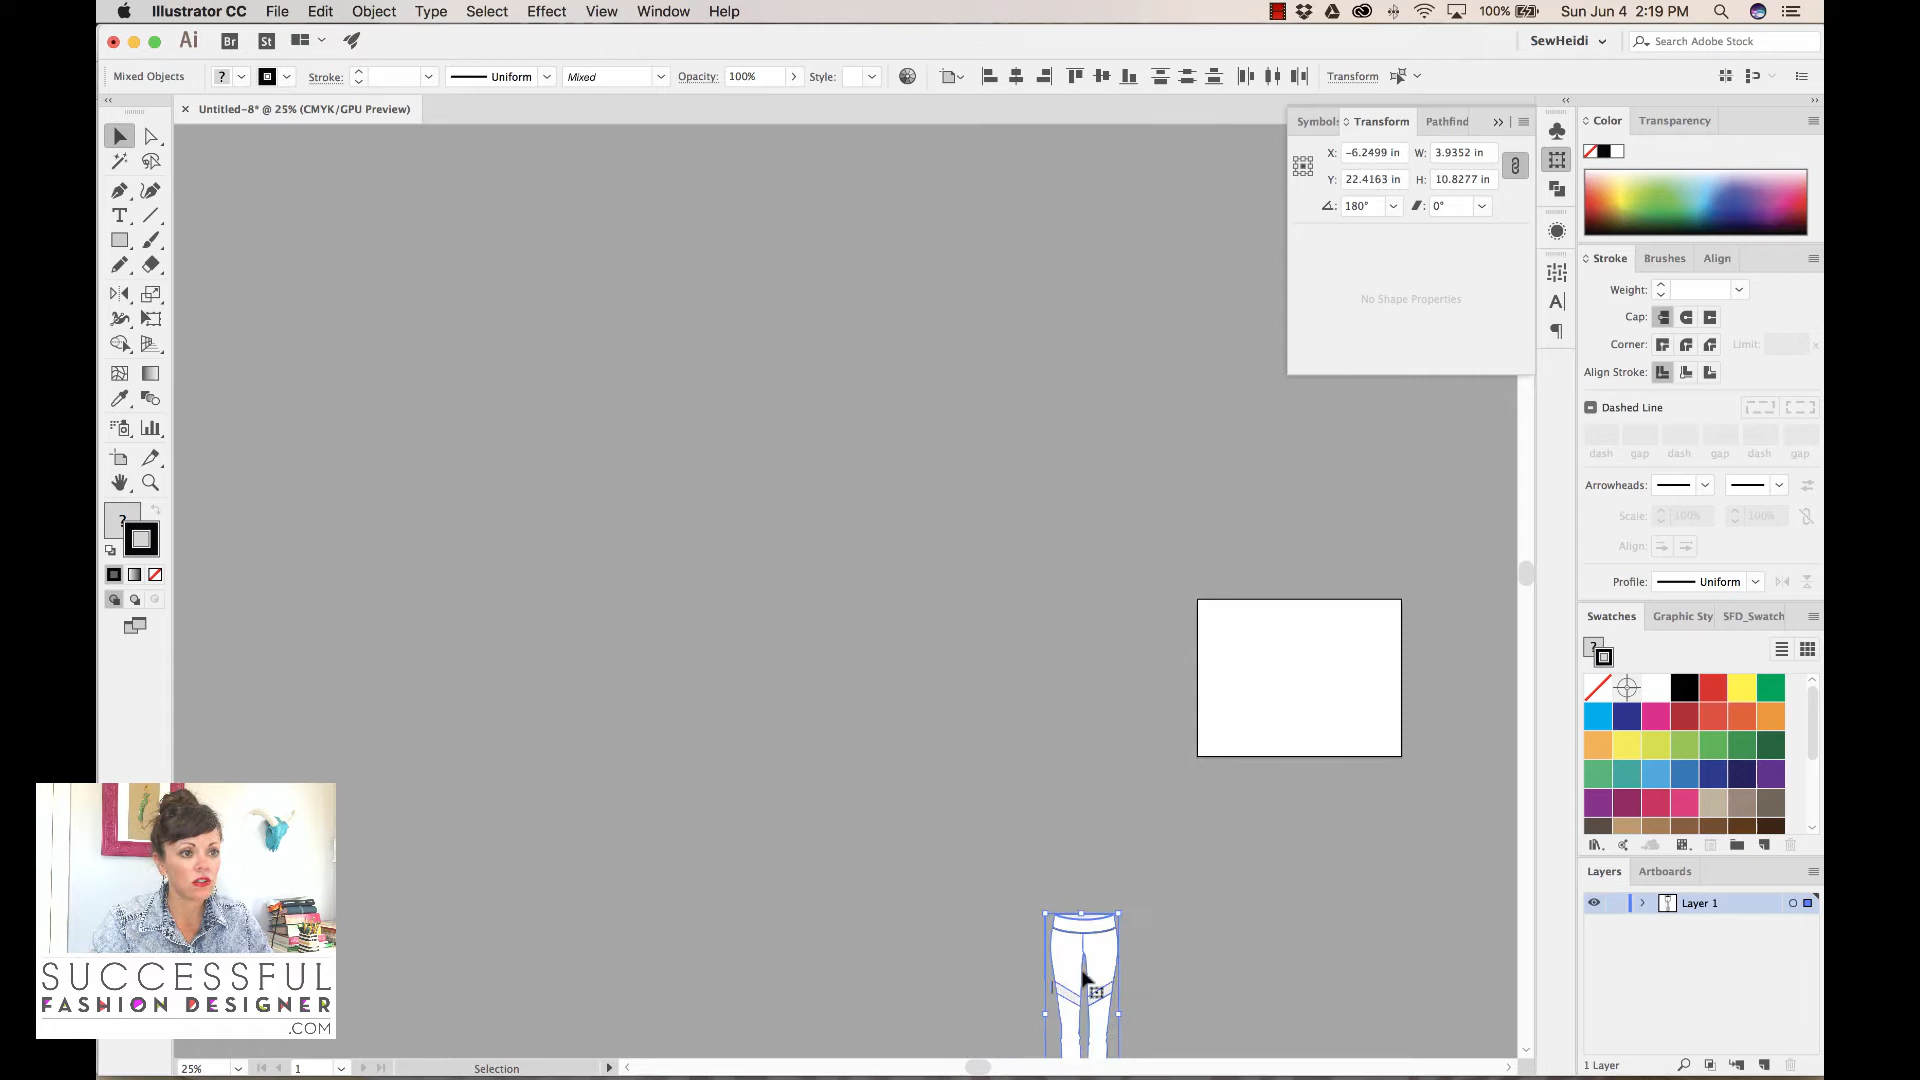 Illustrator CC File Edit Object Type Select Effect View Window Help 100% Sun Jun 4 2:19 PM
Ai Br St SewHeidi Search Adobe Stock
Mixed Objects ? Stroke: Uniform Mixed Opacity: 100% Style: Transform
Untitled-8* @ 25% (CMYK/GPU Preview)
Symbols Transform Pathfind
X: -6.2499 in W: 3.9352 in
Y: 22.4163 in H: 10.8277 in
180° 0°
No Shape Properties
Color Transparency
Stroke Brushes Align
Weight:
Cap:
Corner: Limit: x
Align Stroke:
Dashed Line
dash gap dash gap dash gap
Arrowheads:
Scale: 100% 100%
Align:
Profile: Uniform
Swatches Graphic Sty SFD_Swatch
?
?
Layers Artboards
Layer 1
1 Layer
25% 1 Selection
SUCCESSFUL
FASHION DESIGNER
.COM